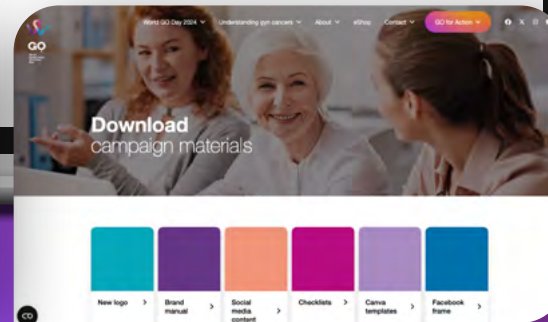 World GO Day 2024
Understanding gyn cancers
About
eShop
Contact
GO for Action
GO
Download
campaign materials
New logo
Brand
manual
Social
media
content
Checklists
Canva
templates
Facebook
frame